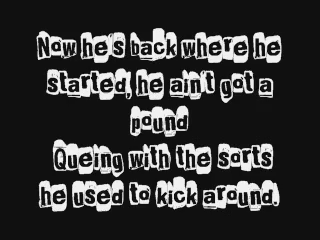 Now he's back where he
started, he ain't got a
pound
Queing with the sorts
he used to kick around.